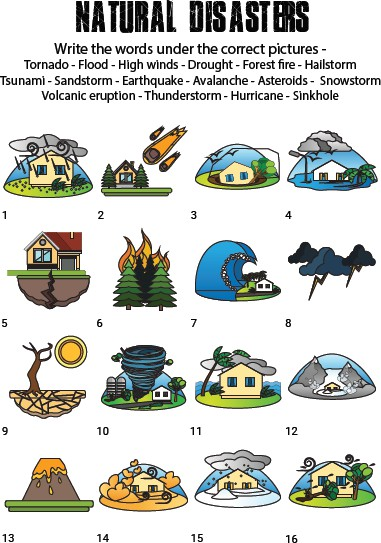 NATURAL DISASTERS
Write the words under the correct pictures -
Tornado - Flood - High winds - Drought - Forest fire - Hailstorm
Tsunami - Sandstorm - Earthquake - Avalanche - Asteroids - Snowstorm
Volcanic eruption - Thunderstorm - Hurricane - Sinkhole
1 2 3 4
5 6 7 8
9 10 11 12
13 14 15 16